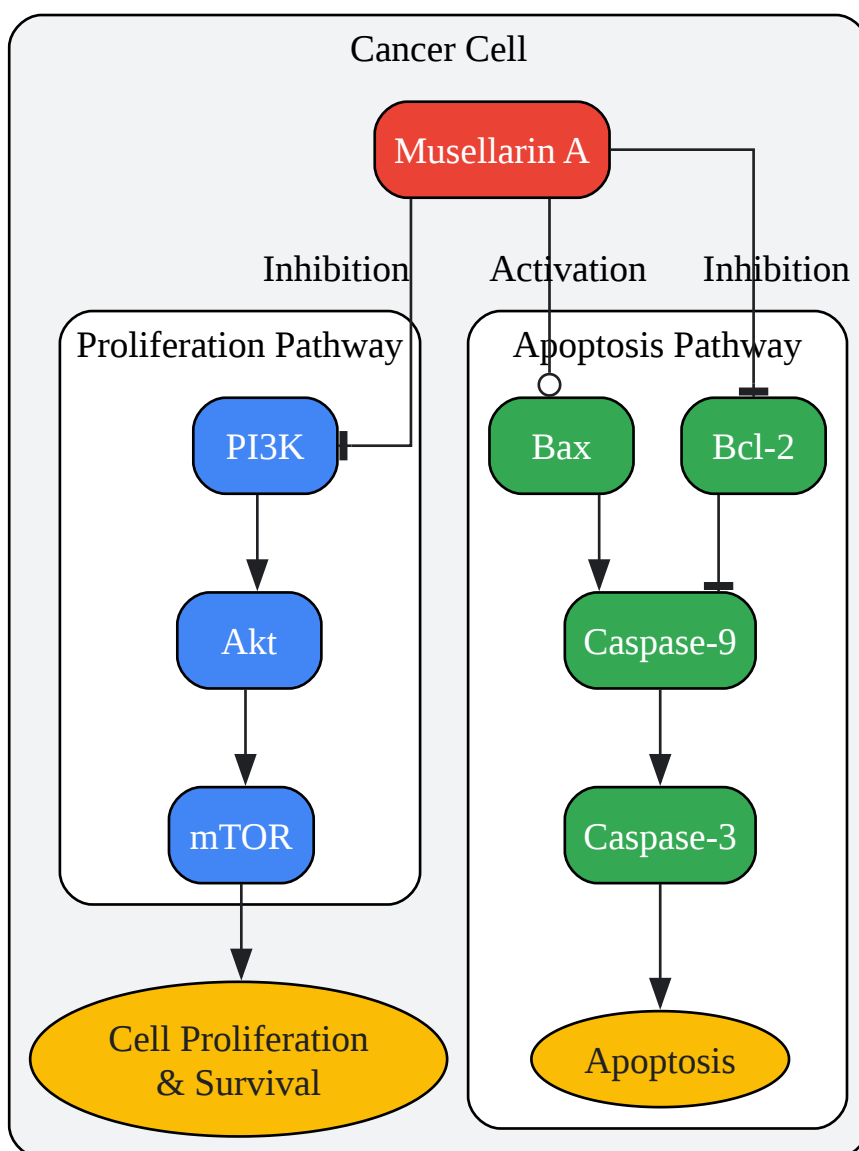 Cancer Cell
Musellarin A
Inhibition
Activation
Inhibition
Proliferation Pathway
Apoptosis Pathway
PI3K
Bax
Bcl-2
Akt
Caspase-9
mTOR
Caspase-3
Cell Proliferation
& Survival
Apoptosis